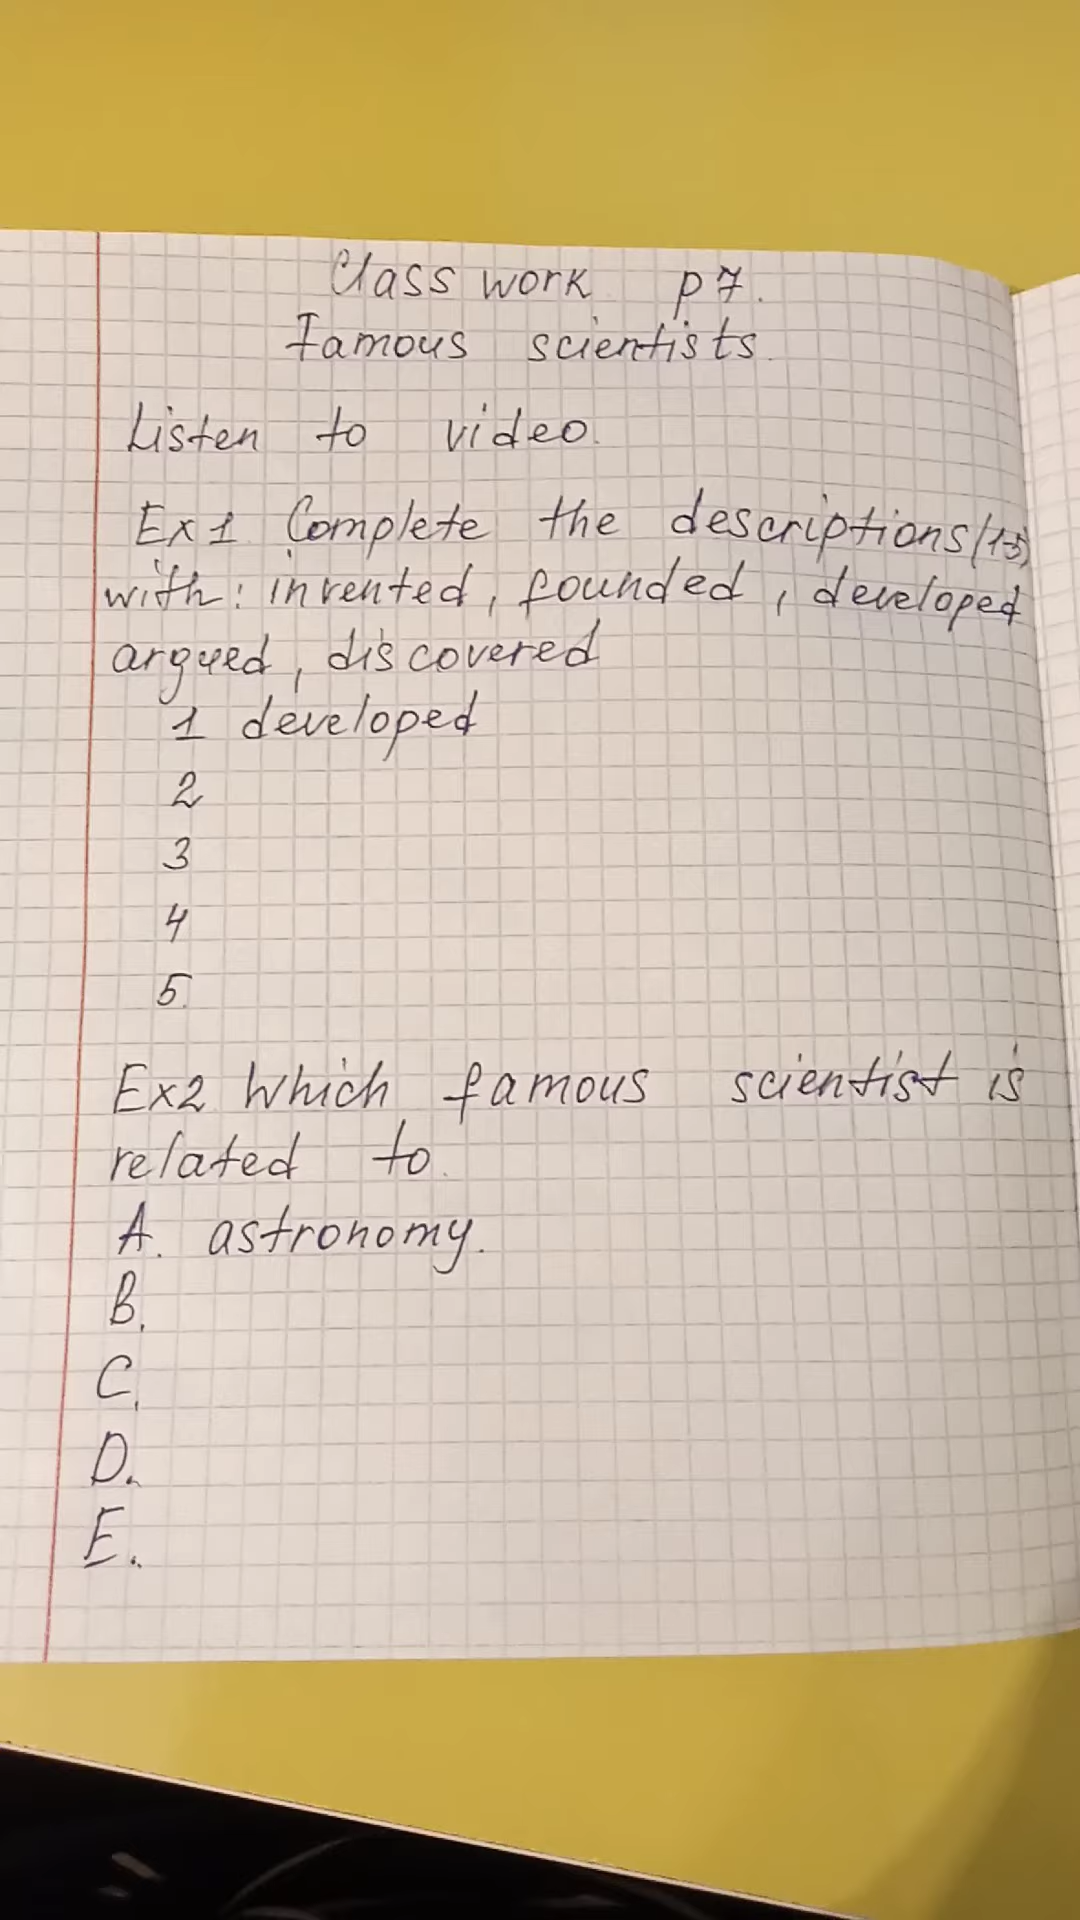 Class work p 7.
Famous scientists.
Listen to video.
Ex 1 Complete the descriptions (1-5)
with: invented, founded, developed
argued, discovered
1 developed
2
3
4
5.
Ex2 Which famous scientist is
related to.
A. astronomy.
B.
C.
D.
E.